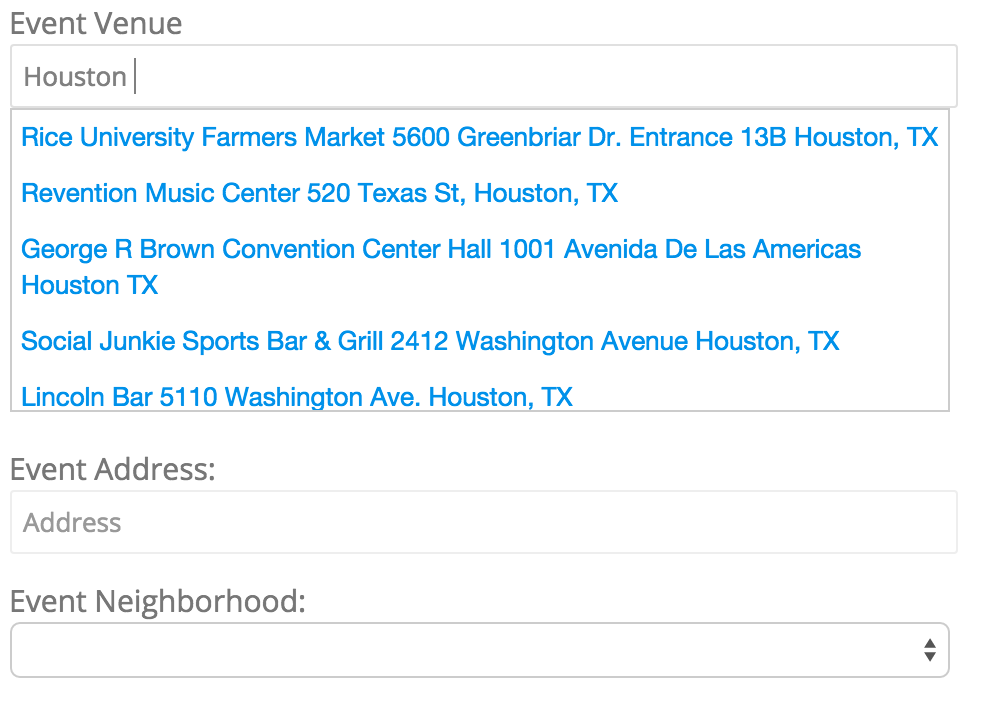 Event Venue
Houston
Rice University Farmers Market 5600 Greenbriar Dr. Entrance 13B Houston, TX
Revention Music Center 520 Texas St, Houston, TX
George R Brown Convention Center Hall 1001 Avenida De Las Americas
Houston TX
Social Junkie Sports Bar & Grill 2412 Washington Avenue Houston, TX
Lincoln Bar 5110 Washington Ave. Houston, TX
Event Address:
Address
Event Neighborhood: